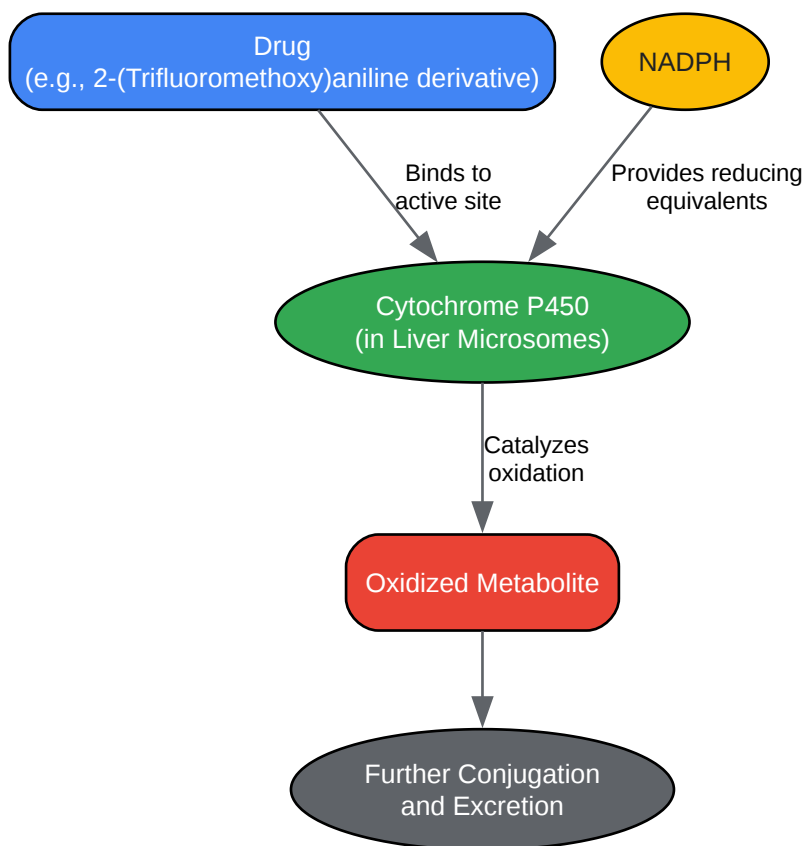 Drug
(e.g., 2-(Trifluoromethoxy)aniline derivative)
NADPH
Binds to
active site
Provides reducing
equivalents
Cytochrome P450
(in Liver Microsomes)
Catalyzes
oxidation
Oxidized Metabolite
Further Conjugation
and Excretion